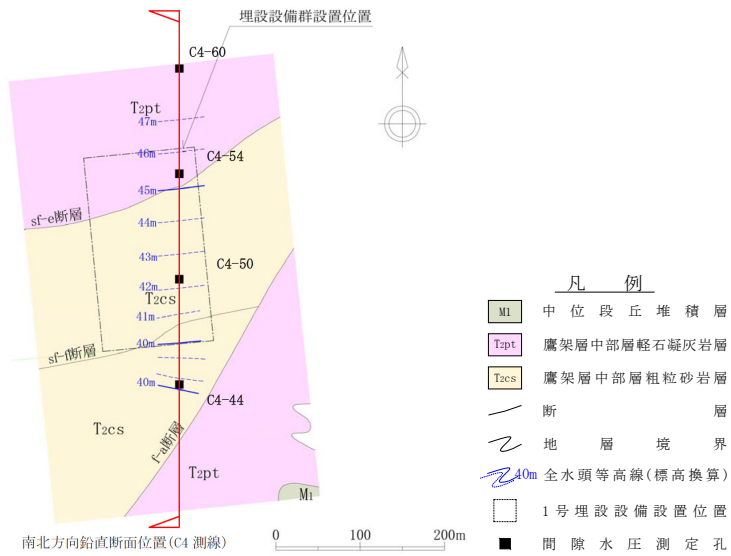 埋設設備群設置位置
C4-60
T2pt
47m
46m
C4-54
45m
sf-e断層
44m
43m
C4-50
42m
T2cs
41m
40m
sf-f断層
40m
C4-44
T2cs
f-a断層
T2pt
M1
南北方向鉛直断面位置(C4 測線)
0 100 200m
凡 例
M1 中位段丘堆積層
T2pt 鷹架層中部層軽石凝灰岩層
T2cs 鷹架層中部層粗粒砂岩層
断 層
地 層 境 界
40m 全水頭等高線(標高換算)
1号埋設設備設置位置
間隙水圧測定孔